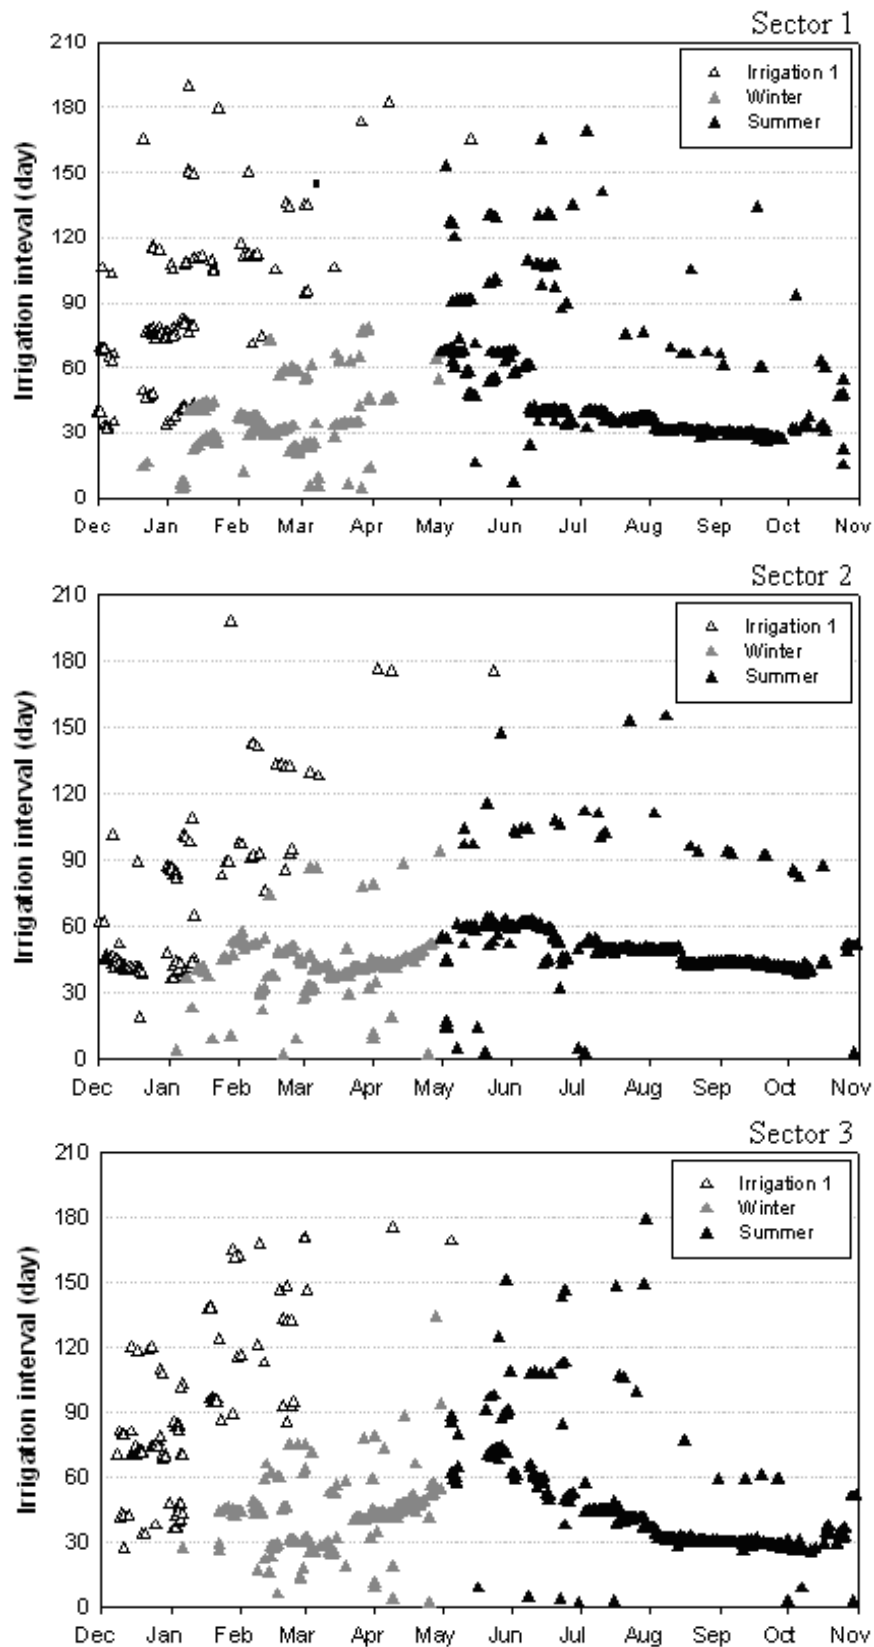 Sector 1
210
180
150
120
90
60
30
0
Irrigation inteval (day)
Irrigation 1
Winter
Summer
Dec Jan Feb Mar Apr May Jun Jul Aug Sep Oct Nov
Sector 2
210
180
150
120
90
60
30
0
Irrigation interval (day)
Irrigation 1
Winter
Summer
Dec Jan Feb Mar Apr May Jun Jul Aug Sep Oct Nov
Sector 3
210
180
150
120
90
60
30
0
Irrigation interval (day)
Irrigation 1
Winter
Summer
Dec Jan Feb Mar Apr May Jun Jul Aug Sep Oct Nov